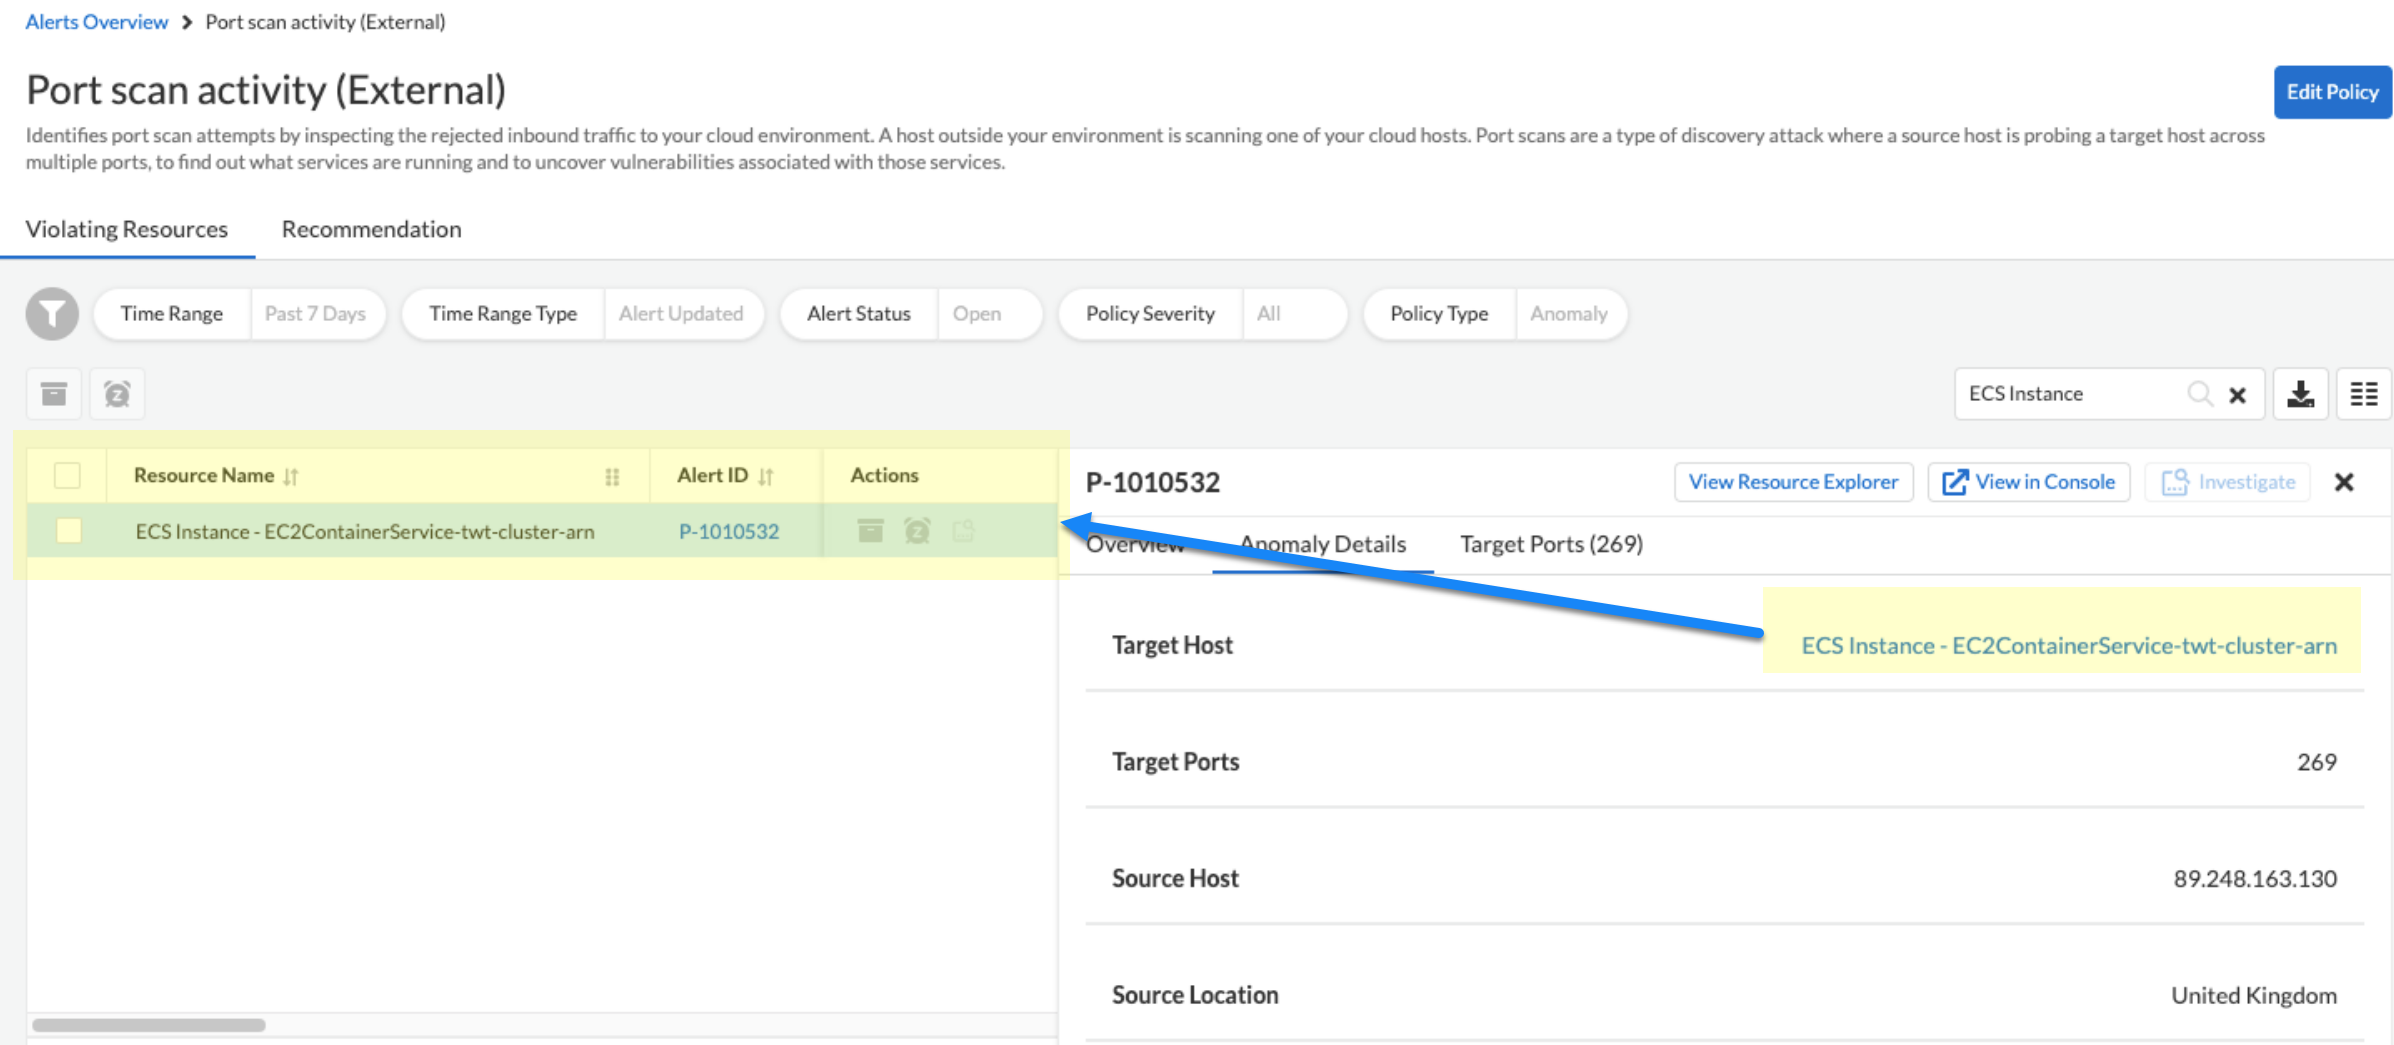 Alerts Overview > Port scan activity (External)
Port scan activity (External)
Edit Policy
Identifies port scan attempts by inspecting the rejected inbound traffic to your cloud environment. A host outside your environment is scanning one of your cloud hosts. Port scans are a type of discovery attack where a source host is probing a target host across
multiple ports, to find out what services are running and to uncover vulnerabilities associated with those services.
Violating Resources Recommendation
Time Range Past 7 Days Time Range Type Alert Updated Alert Status Open Policy Severity All Policy Type Anomaly
ECS Instance
Resource Name Alert ID Actions
ECS Instance - EC2ContainerService-twt-cluster-arn P-1010532
P-1010532 View Resource Explorer View in Console Investigate
Overview Anomaly Details Target Ports (269)
Target Host ECS Instance - EC2ContainerService-twt-cluster-arn
Target Ports 269
Source Host 89.248.163.130
Source Location United Kingdom